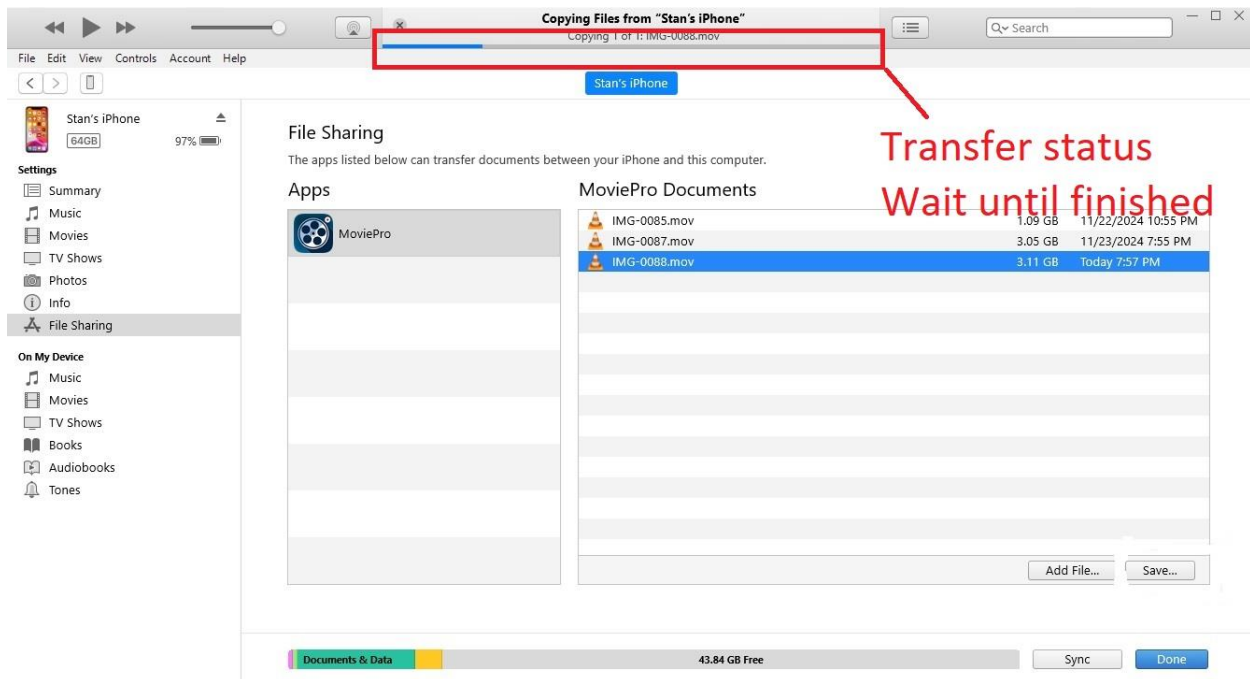 Copying Files from “Stan’s iPhone”
Copying 1 of 1: IMG-0088.mov
Search
File Edit View Controls Account Help
Stan’s iPhone
Stan’s iPhone
64GB
97%
Settings
Summary
Music
Movies
TV Shows
Photos
Info
File Sharing
On My Device
Music
Movies
TV Shows
Books
Audiobooks
Tones
File Sharing
The apps listed below can transfer documents between your iPhone and this computer.
Apps
MoviePro
MoviePro Documents
IMG-0085.mov 1.09 GB 11/22/2024 10:55 PM
IMG-0087.mov 3.05 GB 11/23/2024 7:55 PM
IMG-0088.mov 3.11 GB Today 7:57 PM
Transfer status
Wait until finished
Add File... Save...
Documents & Data 43.84 GB Free
Sync Done